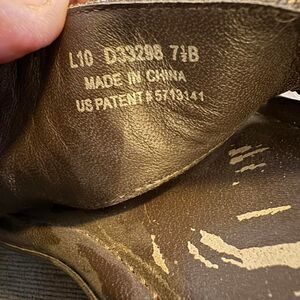 L10 D33298 7½B
MADE IN CHINA
US PATENT # 5713141